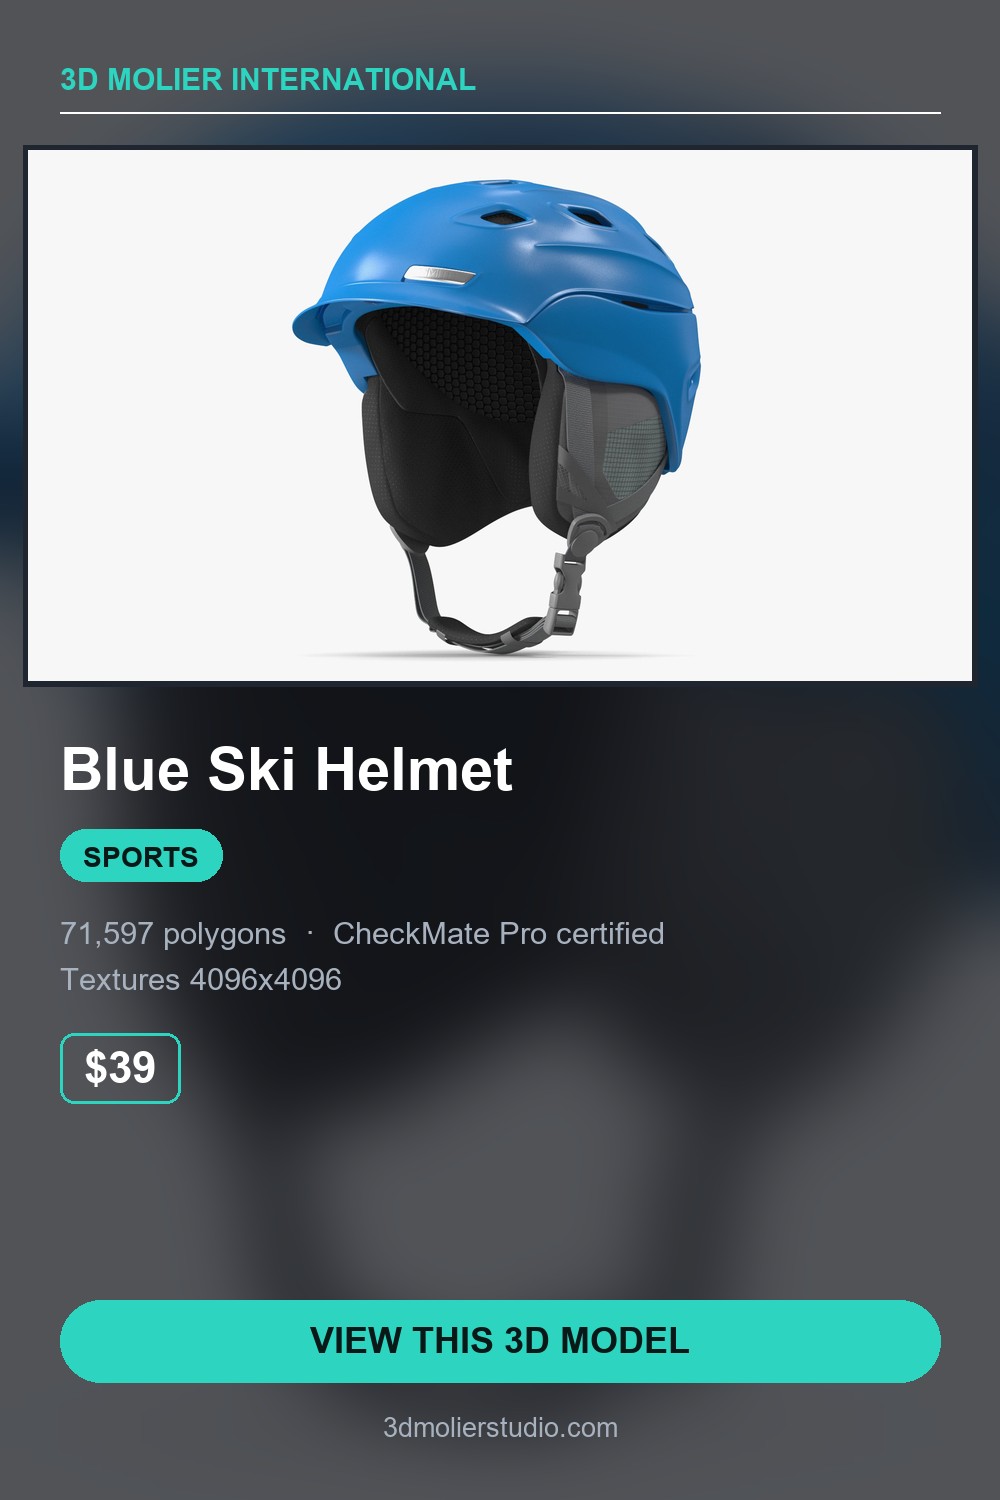 3D MOLIER INTERNATIONAL
Blue Ski Helmet
SPORTS
71,597 polygons · CheckMate Pro certified
Textures 4096x4096
$39
VIEW THIS 3D MODEL
3dmolierstudio.com